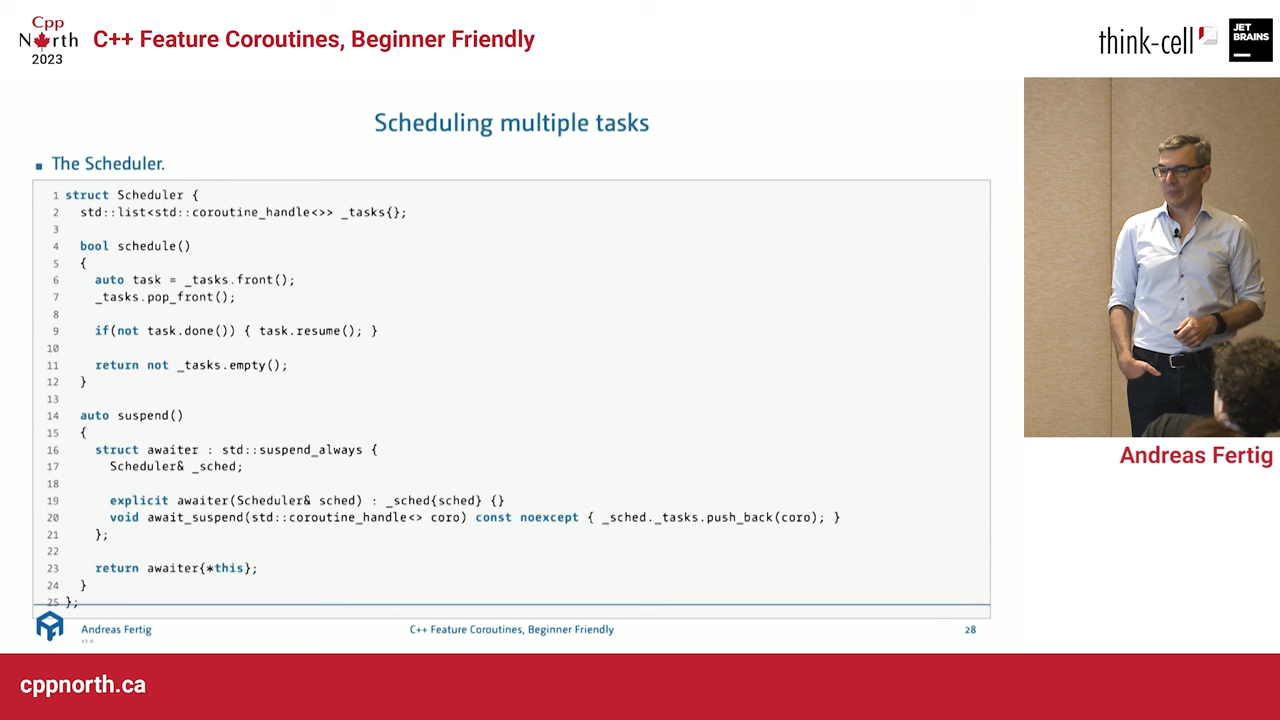 Cpp
North
2023
C++ Feature Coroutines, Beginner Friendly
think-cell
JET
BRAINS
Scheduling multiple tasks
The Scheduler.
1 struct Scheduler {
2 std::list<std::coroutine_handle<>> _tasks{};
3
4 bool schedule()
5 {
6 auto task = _tasks.front();
7 _tasks.pop_front();
8
9 if(not task.done()) { task.resume(); }
10
11 return not _tasks.empty();
12 }
13
14 auto suspend()
15 {
16 struct awaiter : std::suspend_always {
17 Scheduler& _sched;
18
19 explicit awaiter(Scheduler& sched) : _sched{sched} {}
20 void await_suspend(std::coroutine_handle<> coro) const noexcept { _sched._tasks.push_back(coro); }
21 };
22
23 return awaiter{*this};
24 }
25 };
Andreas Fertig
v1.0
C++ Feature Coroutines, Beginner Friendly
28
Andreas Fertig
cppnorth.ca